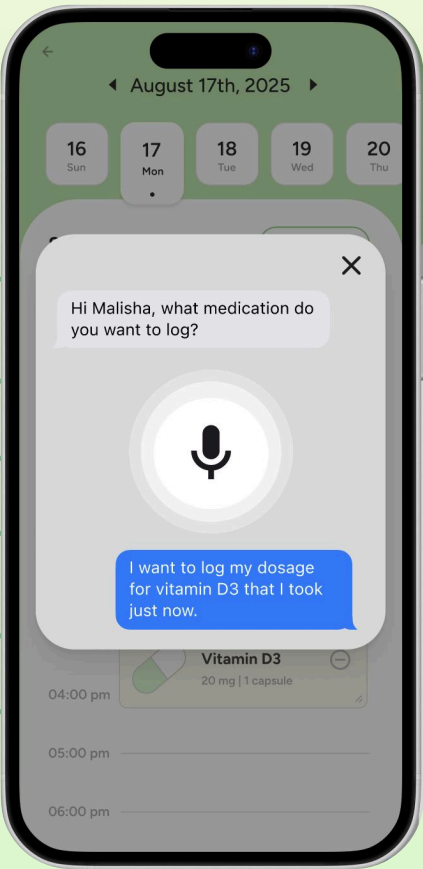 August 17th, 2025
16 17 18 19 20
Sun Mon Tue Wed Thu
Hi Malisha, what medication do
you want to log?
I want to log my dosage
for vitamin D3 that I took
just now.
Vitamin D3
20 mg | 1 capsule
04:00 pm
05:00 pm
06:00 pm